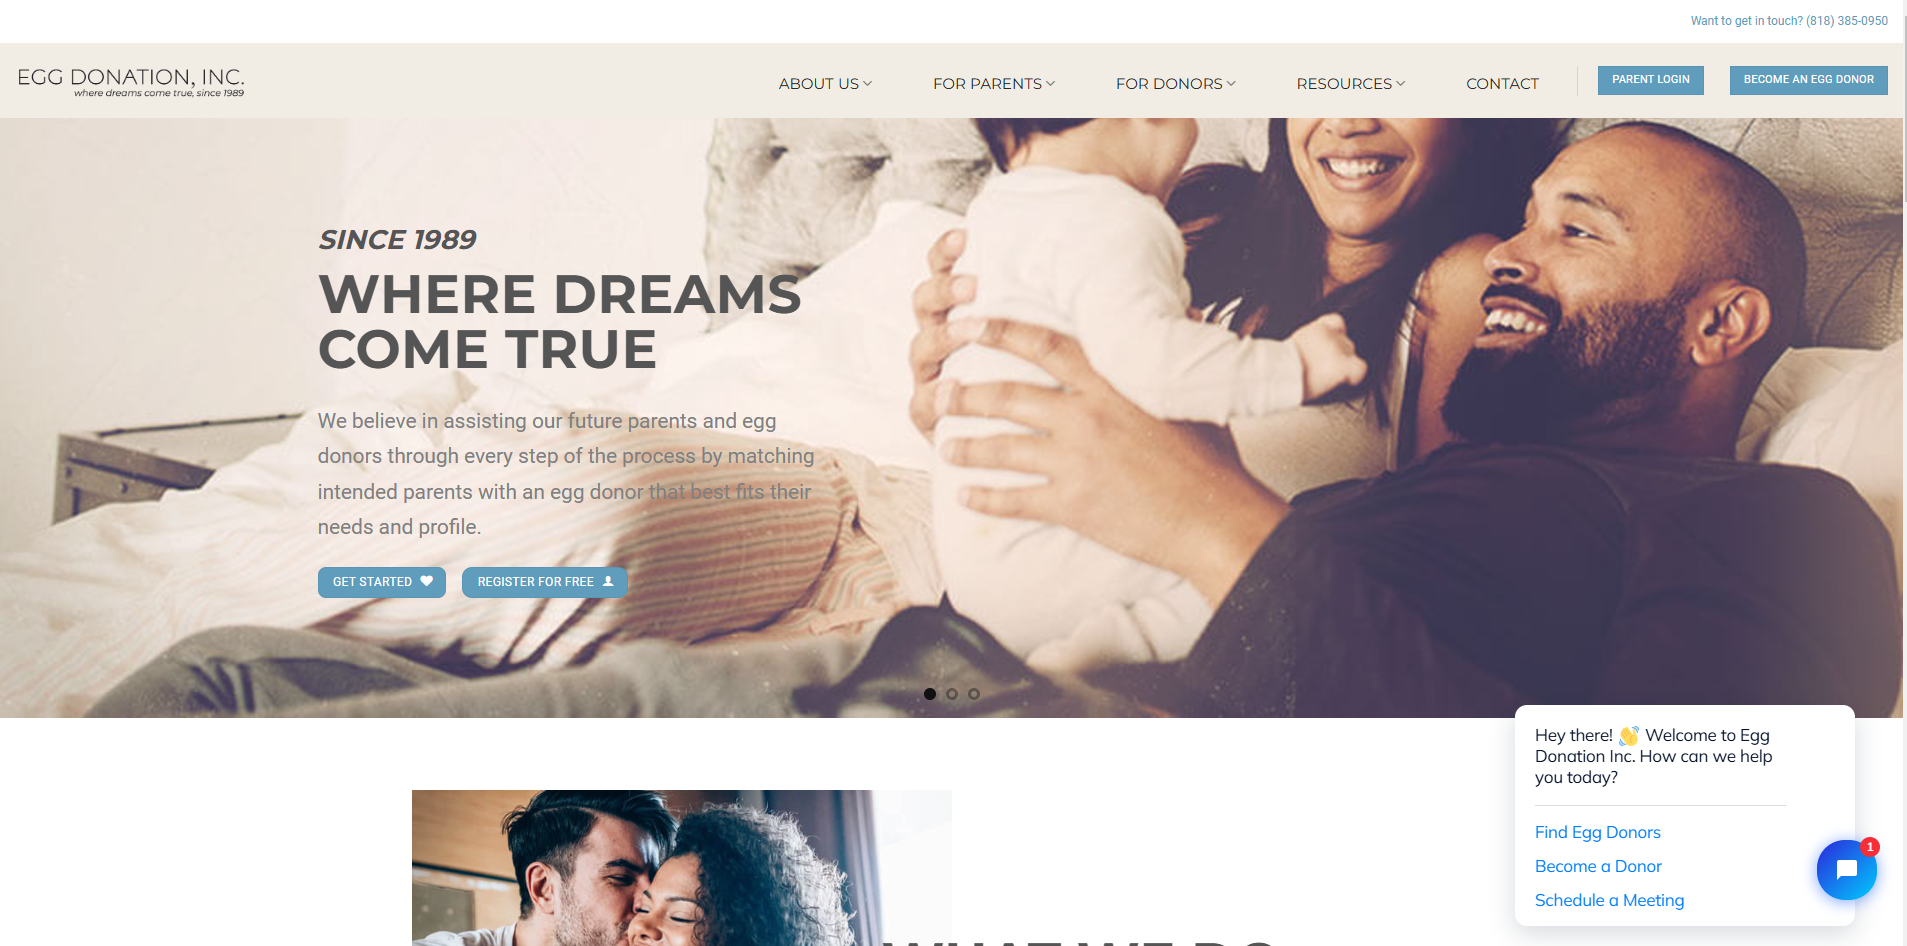 Want to get in touch? (818) 385-0950
EGG DONATION, INC.
where dreams come true, since 1989
ABOUT US
FOR PARENTS
FOR DONORS
RESOURCES
CONTACT
PARENT LOGIN
BECOME AN EGG DONOR
SINCE 1989
WHERE DREAMS
COME TRUE
We believe in assisting our future parents and egg
donors through every step of the process by matching
intended parents with an egg donor that best fits their
needs and profile.
GET STARTED
REGISTER FOR FREE
Hey there! 👋 Welcome to Egg
Donation Inc. How can we help
you today?
Find Egg Donors
Become a Donor
Schedule a Meeting
1
WHAT WE DO